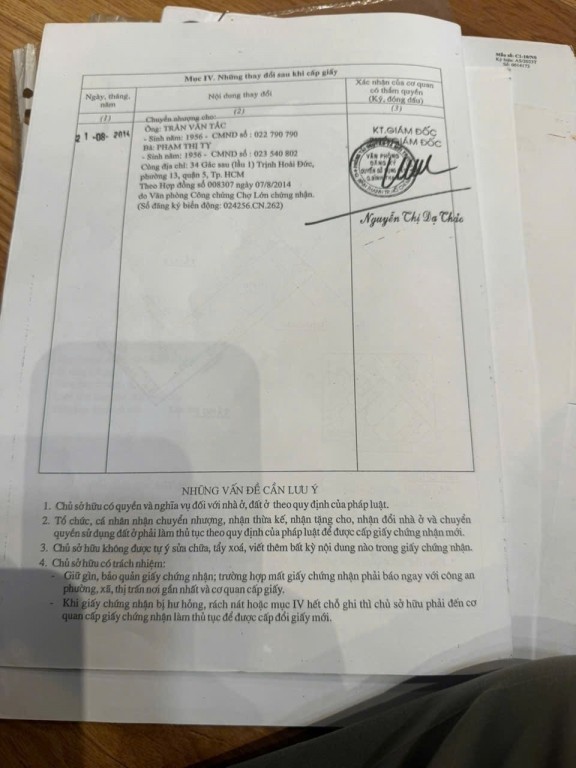 Mẫu số: C1-18/NS
Mục IV. Những thay đổi sau khi cấp giấy
Ngày, tháng, năm
Nội dung thay đổi
Xác nhận của cơ quan có thẩm quyền (Ký, đóng dấu)
(1)
(2)
(3)
21-08-2014
Chuyển nhượng cho:
Ông: TRẦN VĂN TẮC
- Sinh năm: 1956 - CMND số : 022 790 790
Bà: PHẠM THỊ TÝ
- Sinh năm: 1956 - CMND số : 023 540 802
Cùng địa chỉ: 34 Gác sau (lầu 1) Trịnh Hoài Đức,
phường 13, quận 5, Tp. HCM
Theo Hợp đồng số 008307 ngày 07/8/2014
do Văn phòng Công chứng Chợ Lớn chứng nhận.
(Số đăng ký biến động: 024256.CN.262)
KT.GIÁM ĐỐC
GIÁM ĐỐC
VĂN PHÒNG
ĐĂNG KÝ
QUYỀN SỬ DỤNG
Nguyễn Thị Dạ Thảo
NHỮNG VẤN ĐỀ CẦN LƯU Ý
1. Chủ sở hữu có quyền và nghĩa vụ đối với nhà ở, đất ở theo quy định của pháp luật.
2. Tổ chức, cá nhân nhận chuyển nhượng, nhận thừa kế, nhận tặng cho, nhận đổi nhà ở và chuyển
quyền sử dụng đất ở phải làm thủ tục theo quy định của pháp luật để được cấp giấy chứng nhận mới.
3. Chủ sở hữu không được tự ý sửa chữa, tẩy xoá, viết thêm bất kỳ nội dung nào trong giấy chứng nhận.
4. Chủ sở hữu có trách nhiệm:
- Giữ gìn, bảo quản giấy chứng nhận; trường hợp mất giấy chứng nhận phải báo ngay với công an
phường, xã, thị trấn nơi gần nhất và cơ quan cấp giấy.
- Khi giấy chứng nhận bị hư hỏng, rách nát hoặc mục IV hết chỗ ghi thì chủ sở hữu phải đến cơ
quan cấp giấy chứng nhận làm thủ tục để được cấp đổi giấy mới.